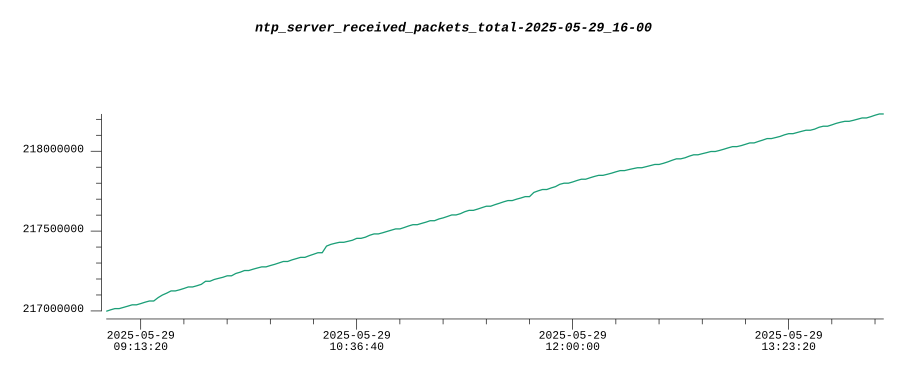 ntp_server_received_packets_total-2025-05-29_16-00
218000000
217500000
217000000
2025-05-29 2025-05-29 2025-05-29 2025-05-29
09:13:20 10:36:40 12:00:00 13:23:20